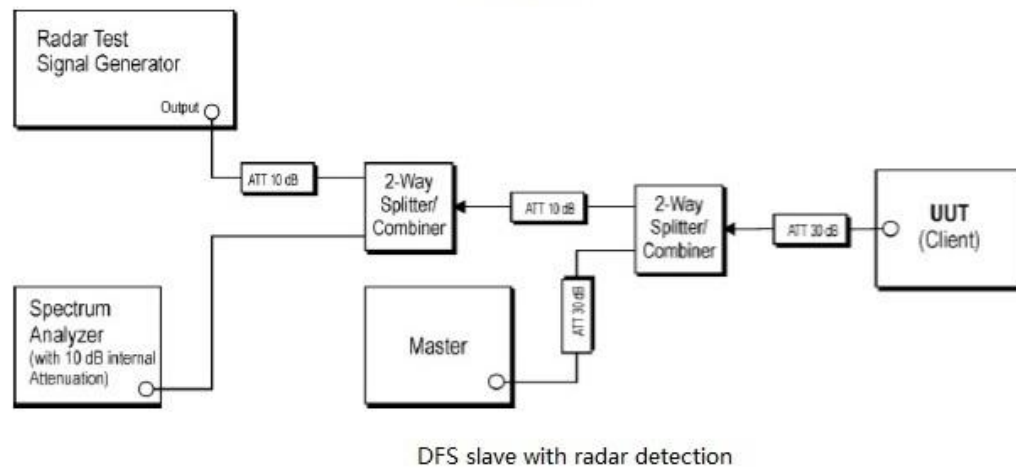 Radar Test
Signal Generator
Output
ATT 10 dB
2-Way
Splitter/
Combiner
ATT 10 dB
2-Way
Splitter/
Combiner
ATT 30 dB
UUT
(Client)
Spectrum
Analyzer
(with 10 dB internal
Attenuation)
Master
ATT 30 dB
DFS slave with radar detection